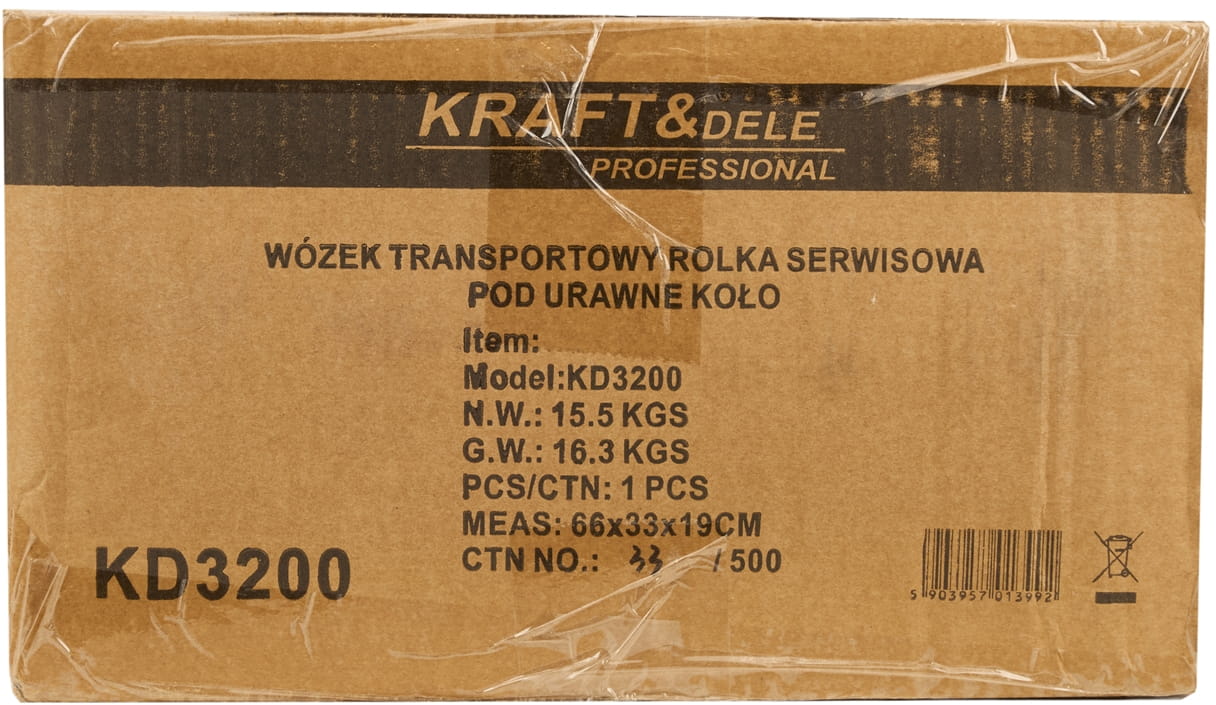 KRAFT&DELE
PROFESSIONAL
WÓZEK TRANSPORTOWY ROLKA SERWISOWA
POD URAWNE KOŁO
Item:
Model:KD3200
N.W.: 15.5 KGS
G.W.: 16.3 KGS
PCS/CTN: 1 PCS
MEAS: 66x33x19CM
CTN NO.: 33 / 500
KD3200
5 903957 013992